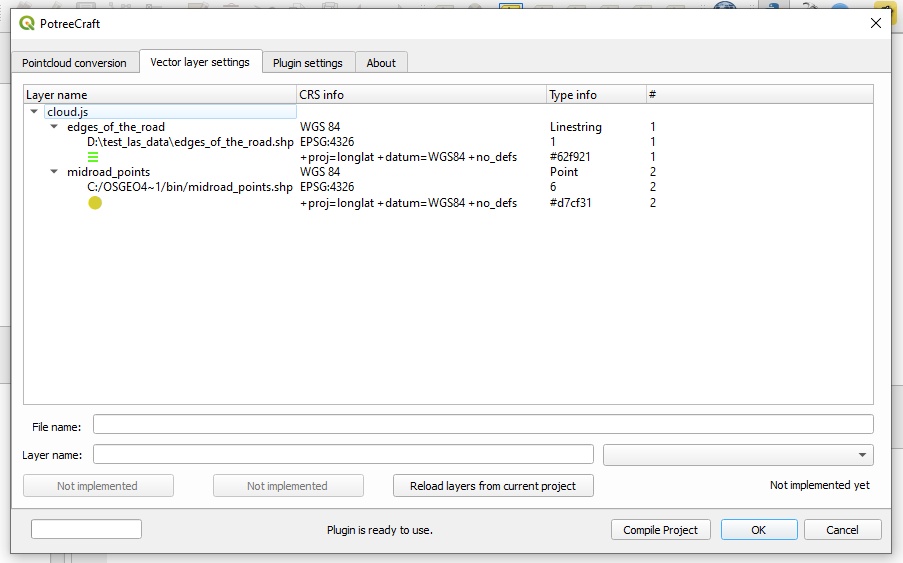 PotreeCraft
Pointcloud conversion Vector layer settings Plugin settings About
Layer name CRS info Type info #
cloud.js
edges_of_the_road WGS 84 Linestring 1
D:\test_las_data\edges_of_the_road.shp EPSG:4326 1 1
+proj=longlat +datum=WGS84 +no_defs #62f921 1
midroad_points WGS 84 Point 2
C:/OSGEO4~1/bin/midroad_points.shp EPSG:4326 6 2
+proj=longlat +datum=WGS84 +no_defs #d7cf31 2
File name:
Layer name:
Not implemented Not implemented Reload layers from current project Not implemented yet
Plugin is ready to use. Compile Project OK Cancel